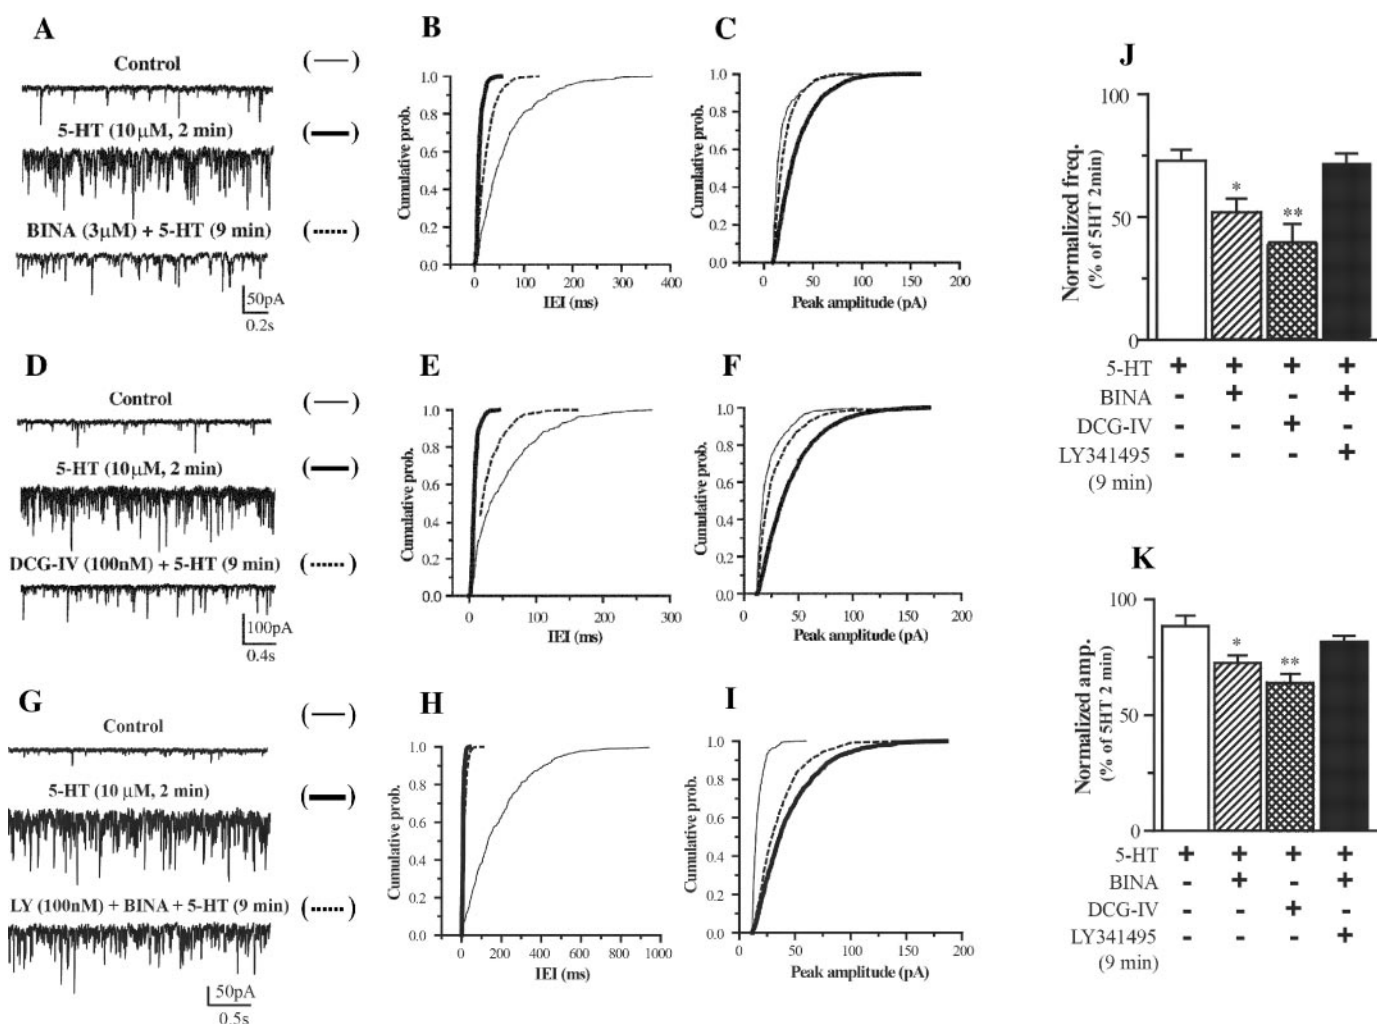 A
Control
(—)
5-HT (10µM, 2 min)
(—)
BINA (3µM) + 5-HT (9 min)
(......)
50pA
0.2s
B
Cumulative prob.
1.0
0.8
0.6
0.4
0.2
0.0
0 100 200 300 400
IEI (ms)
C
Cumulative prob.
1.0
0.8
0.6
0.4
0.2
0.0
0 50 100 150 200
Peak amplitude (pA)
D
Control
(—)
5-HT (10µM, 2 min)
(—)
DCG-IV (100nM) + 5-HT (9 min)
(......)
100pA
0.4s
E
Cumulative prob.
1.0
0.8
0.6
0.4
0.2
0.0
0 100 200 300
IEI (ms)
F
Cumulative prob.
1.0
0.8
0.6
0.4
0.2
0.0
0 50 100 150 200
Peak amplitude (pA)
G
Control
(—)
5-HT (10 µM, 2 min)
(—)
LY (100nM) + BINA + 5-HT (9 min)
(......)
50pA
0.5s
H
Cumulative prob.
1.0
0.8
0.6
0.4
0.2
0.0
0 200 400 600 800 1000
IEI (ms)
I
Cumulative prob.
1.0
0.8
0.6
0.4
0.2
0.0
0 50 100 150 200
Peak amplitude (pA)
J
Normalized freq.
(% of 5HT 2min)
100
50
0
*
**
5-HT + + + +
BINA - + - +
DCG-IV - - + -
LY341495 - - - +
(9 min)
K
Normalized amp.
(% of 5HT 2 min)
100
50
0
*
**
5-HT + + + +
BINA - + - +
DCG-IV - - + -
LY341495 - - - +
(9 min)